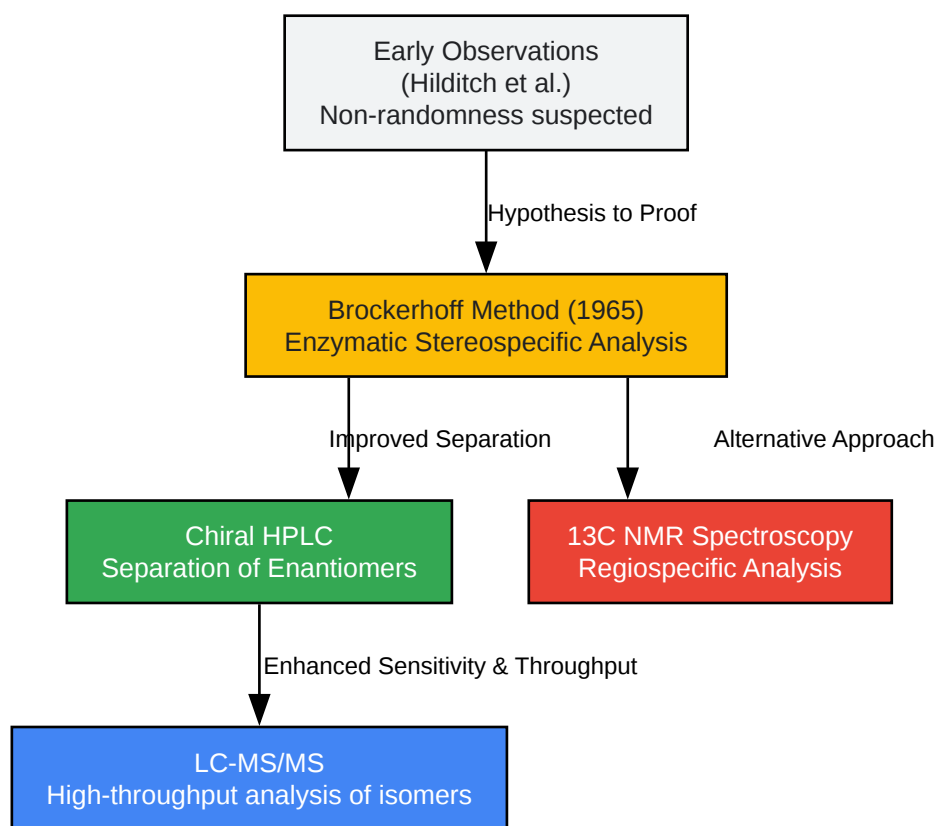 Early Observations
(Hilditch et al.)
Non-randomness suspected
Hypothesis to Proof
Brockerhoff Method (1965)
Enzymatic Stereospecific Analysis
Improved Separation
Alternative Approach
Chiral HPLC
Separation of Enantiomers
13C NMR Spectroscopy
Regiospecific Analysis
Enhanced Sensitivity & Throughput
LC-MS/MS
High-throughput analysis of isomers